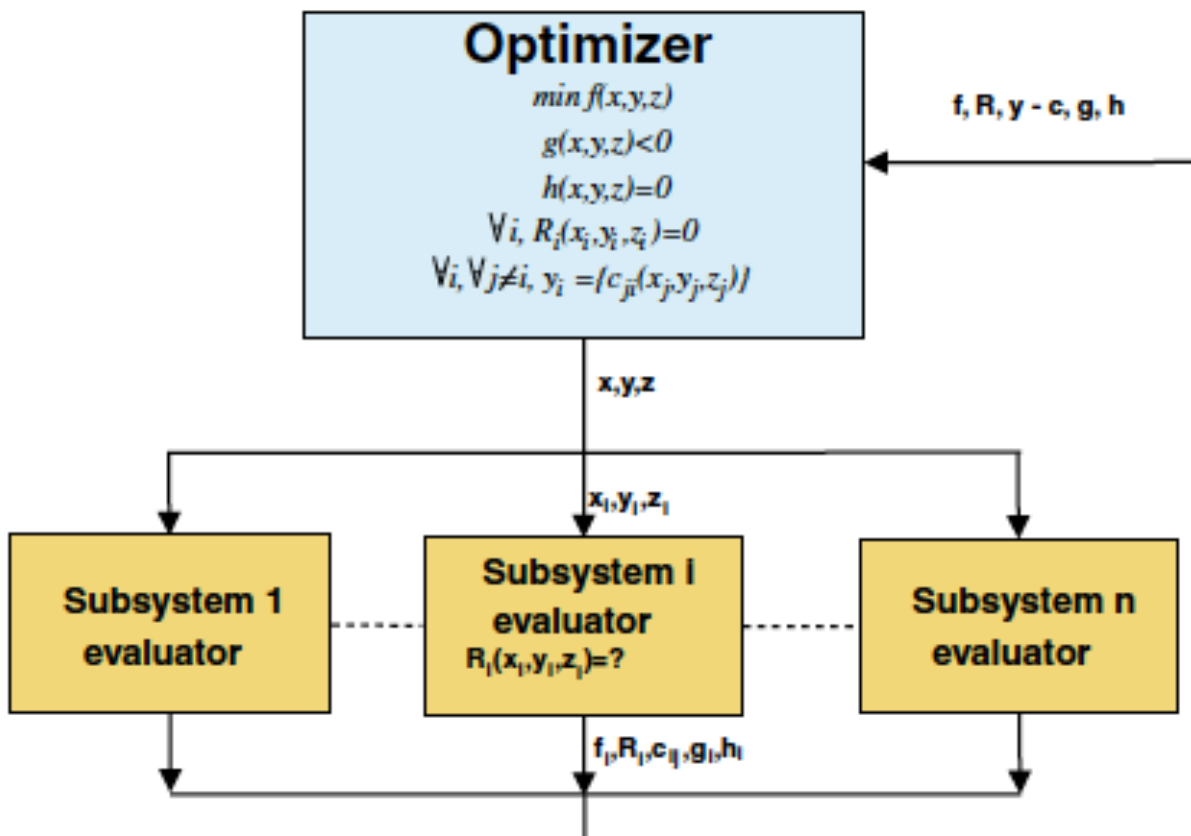 Optimizer
min f(x,y,z)
g(x,y,z)<0
h(x,y,z)=0
∀i, Rᵢ(xᵢ,yᵢ,zᵢ)=0
∀i,∀j≠i, yᵢ ={cⱼᵢ(xⱼ,yⱼ,zⱼ)}
f, R, y - c, g, h
x,y,z
xᵢ,yᵢ,zᵢ
Subsystem 1
evaluator
Subsystem i
evaluator
Rᵢ(xᵢ,yᵢ,zᵢ)=?
Subsystem n
evaluator
fᵢ,Rᵢ,cᵢⱼ,gᵢ,hᵢ